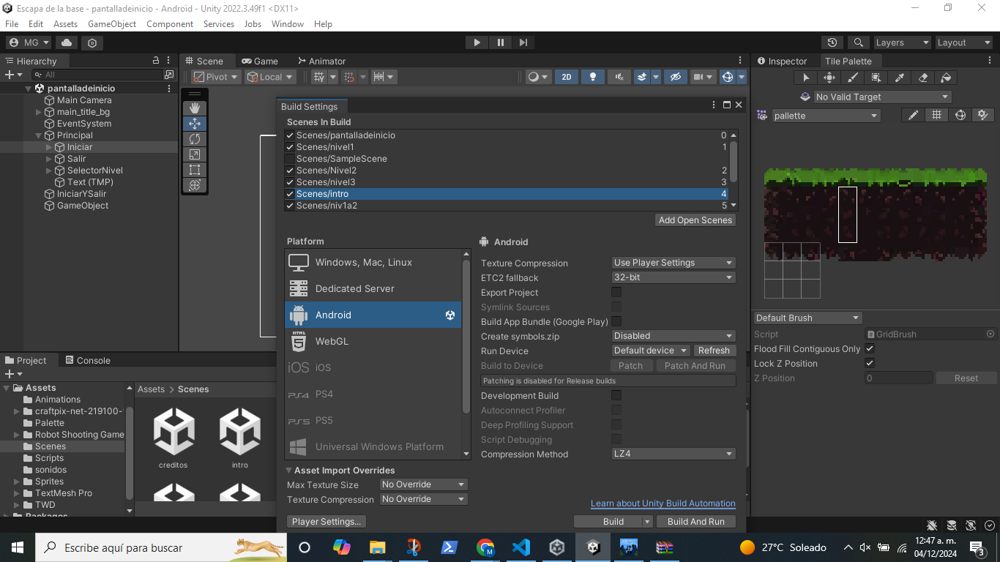 Escapa de la base - pantalladeinicio - Android - Unity 2022.3.49f1 <DX11>
File Edit Assets GameObject Component Services Jobs Window Help
MG Layers Layout
Hierarchy
All
pantalladeinicio
Main Camera
main_title_bg
EventSystem
Principal
Iniciar
Salir
SelectorNivel
Text (TMP)
IniciarYSalir
GameObject
Scene Game Animator
Pivot Local 2D
Build Settings
Scenes In Build
Scenes/pantalladeinicio 0
Scenes/nivel1 1
Scenes/SampleScene
Scenes/Nivel2 2
Scenes/nivel3 3
Scenes/intro 4
Scenes/niv1a2 5
Add Open Scenes
Platform
Windows, Mac, Linux
Dedicated Server
Android
HTML 5 WebGL
iOS iOS
PS4 PS4
PS5 PS5
Universal Windows Platform
Android
Texture Compression Use Player Settings
ETC2 fallback 32-bit
Export Project
Symlink Sources
Build App Bundle (Google Play)
Create symbols.zip Disabled
Run Device Default device Refresh
Build to Device Patch Patch And Run
Patching is disabled for Release builds
Development Build
Autoconnect Profiler
Deep Profiling Support
Script Debugging
Compression Method LZ4
Asset Import Overrides
Max Texture Size No Override
Texture Compression No Override
Learn about Unity Build Automation
Player Settings... Build Build And Run
Inspector Tile Palette
No Valid Target
pallette
Default Brush
Script GridBrush
Flood Fill Contiguous Only
Lock Z Position
Z Position 0 Reset
Project Console
Assets
Animations
craftpix-net-219100-
Palette
Robot Shooting Game
Scenes
Scripts
sonidos
Sprites
TextMesh Pro
TWD
Packages
Assets > Scenes
creditos intro
Escribe aquí para buscar
27°C Soleado
12:47 a. m.
04/12/2024
3